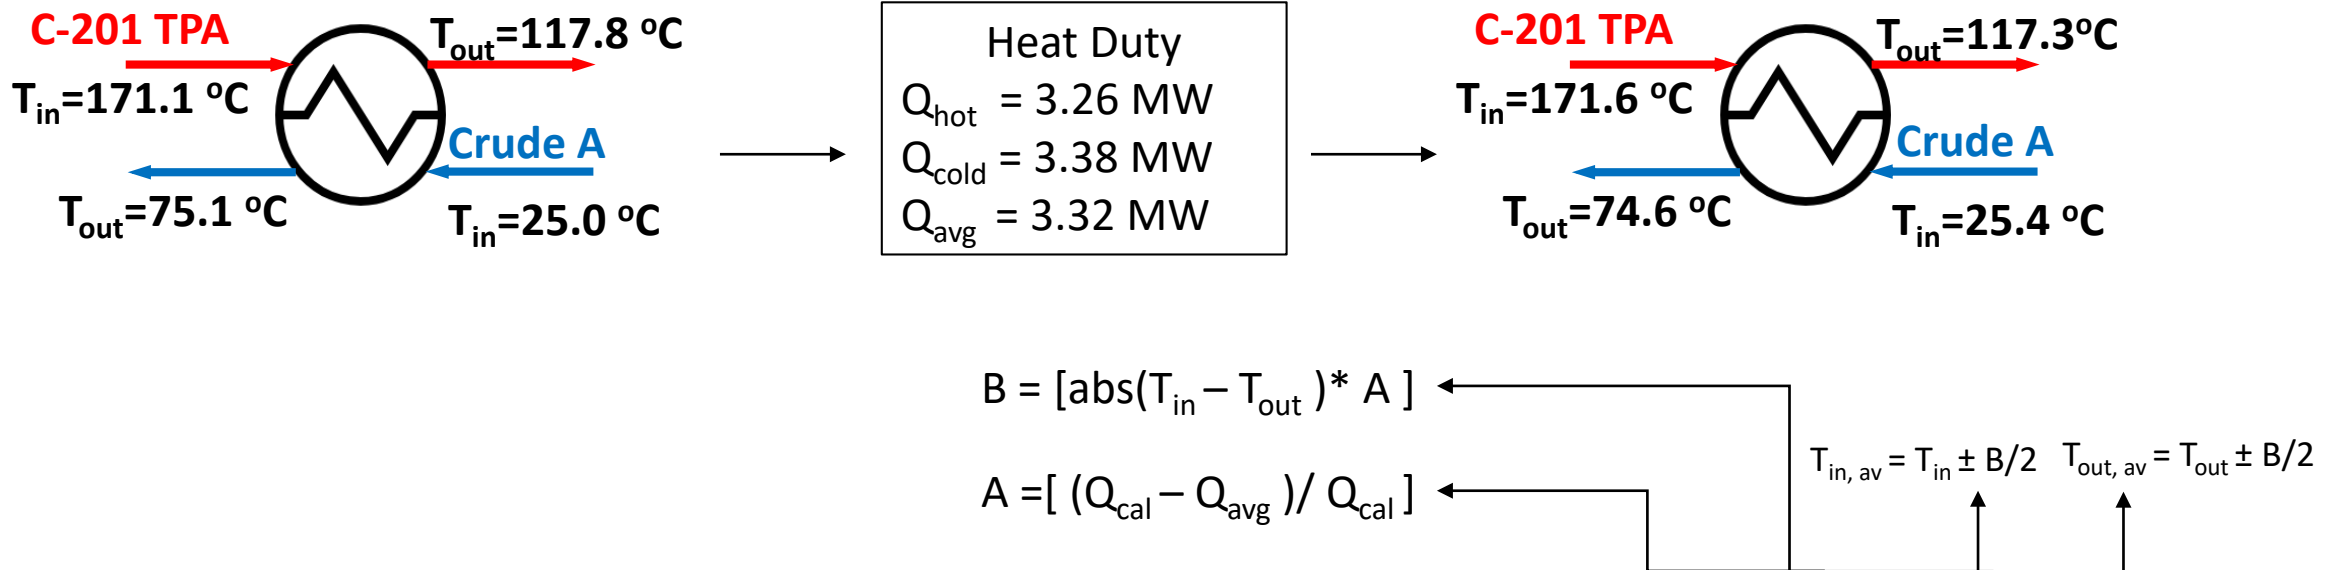 C-201 TPA
Tout=117.8 ºC
Tin=171.1 ºC
Crude A
Tout=75.1 ºC
Tin=25.0 ºC
Heat Duty
Qhot = 3.26 MW
Qcold = 3.38 MW
Qavg = 3.32 MW
C-201 TPA
Tout=117.3ºC
Tin=171.6 ºC
Crude A
Tout=74.6 ºC
Tin=25.4 ºC
B = [abs(Tin – Tout )* A ]
A =[ (Qcal – Qavg )/ Qcal ]
Tin, av = Tin ± B/2
Tout, av = Tout ± B/2